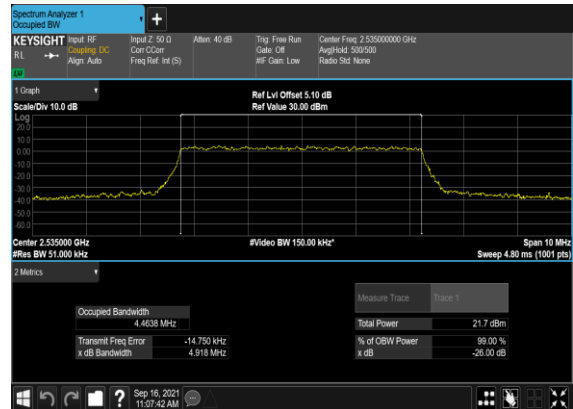 Spectrum Analyzer 1
Occupied BW
+
KEYSIGHT Input: RF Input Z: 50 Ω Atten: 40 dB Trig: Free Run Center Freq: 2.535000000 GHz
RL Coupling: DC Corr CCorr Gate: Off Avg|Hold: 500/500
Align: Auto Freq Ref: Int (S) #IF Gain: Low Radio Std: None
LW
1 Graph
Ref Lvl Offset 5.10 dB
Scale/Div 10.0 dB Ref Value 30.00 dBm
Log
20.0
10.0
0.00
-10.0
-20.0
-30.0
-40.0
-50.0
-60.0
Center 2.535000 GHz #Video BW 150.00 kHz* Span 10 MHz
#Res BW 51.000 kHz Sweep 4.80 ms (1001 pts)
2 Metrics
Measure Trace Trace 1
Occupied Bandwidth
4.4638 MHz Total Power 21.7 dBm
Transmit Freq Error -14.750 kHz % of OBW Power 99.00 %
x dB Bandwidth 4.918 MHz x dB -26.00 dB
? Sep 16, 2021
11:07:42 AM